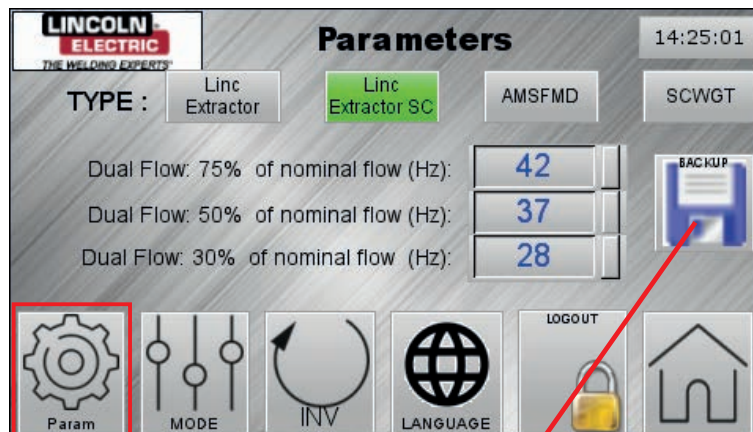 LINCOLN
ELECTRIC
THE WELDING EXPERTS®
Parameters
14:25:01
TYPE :
Linc
Extractor
Linc
Extractor SC
AMSFMD
SCWGT
Dual Flow: 75% of nominal flow (Hz):
42
BACKUP
Dual Flow: 50% of nominal flow (Hz):
37
Dual Flow: 30% of nominal flow (Hz):
28
Param
MODE
INV
LANGUAGE
LOGOUT